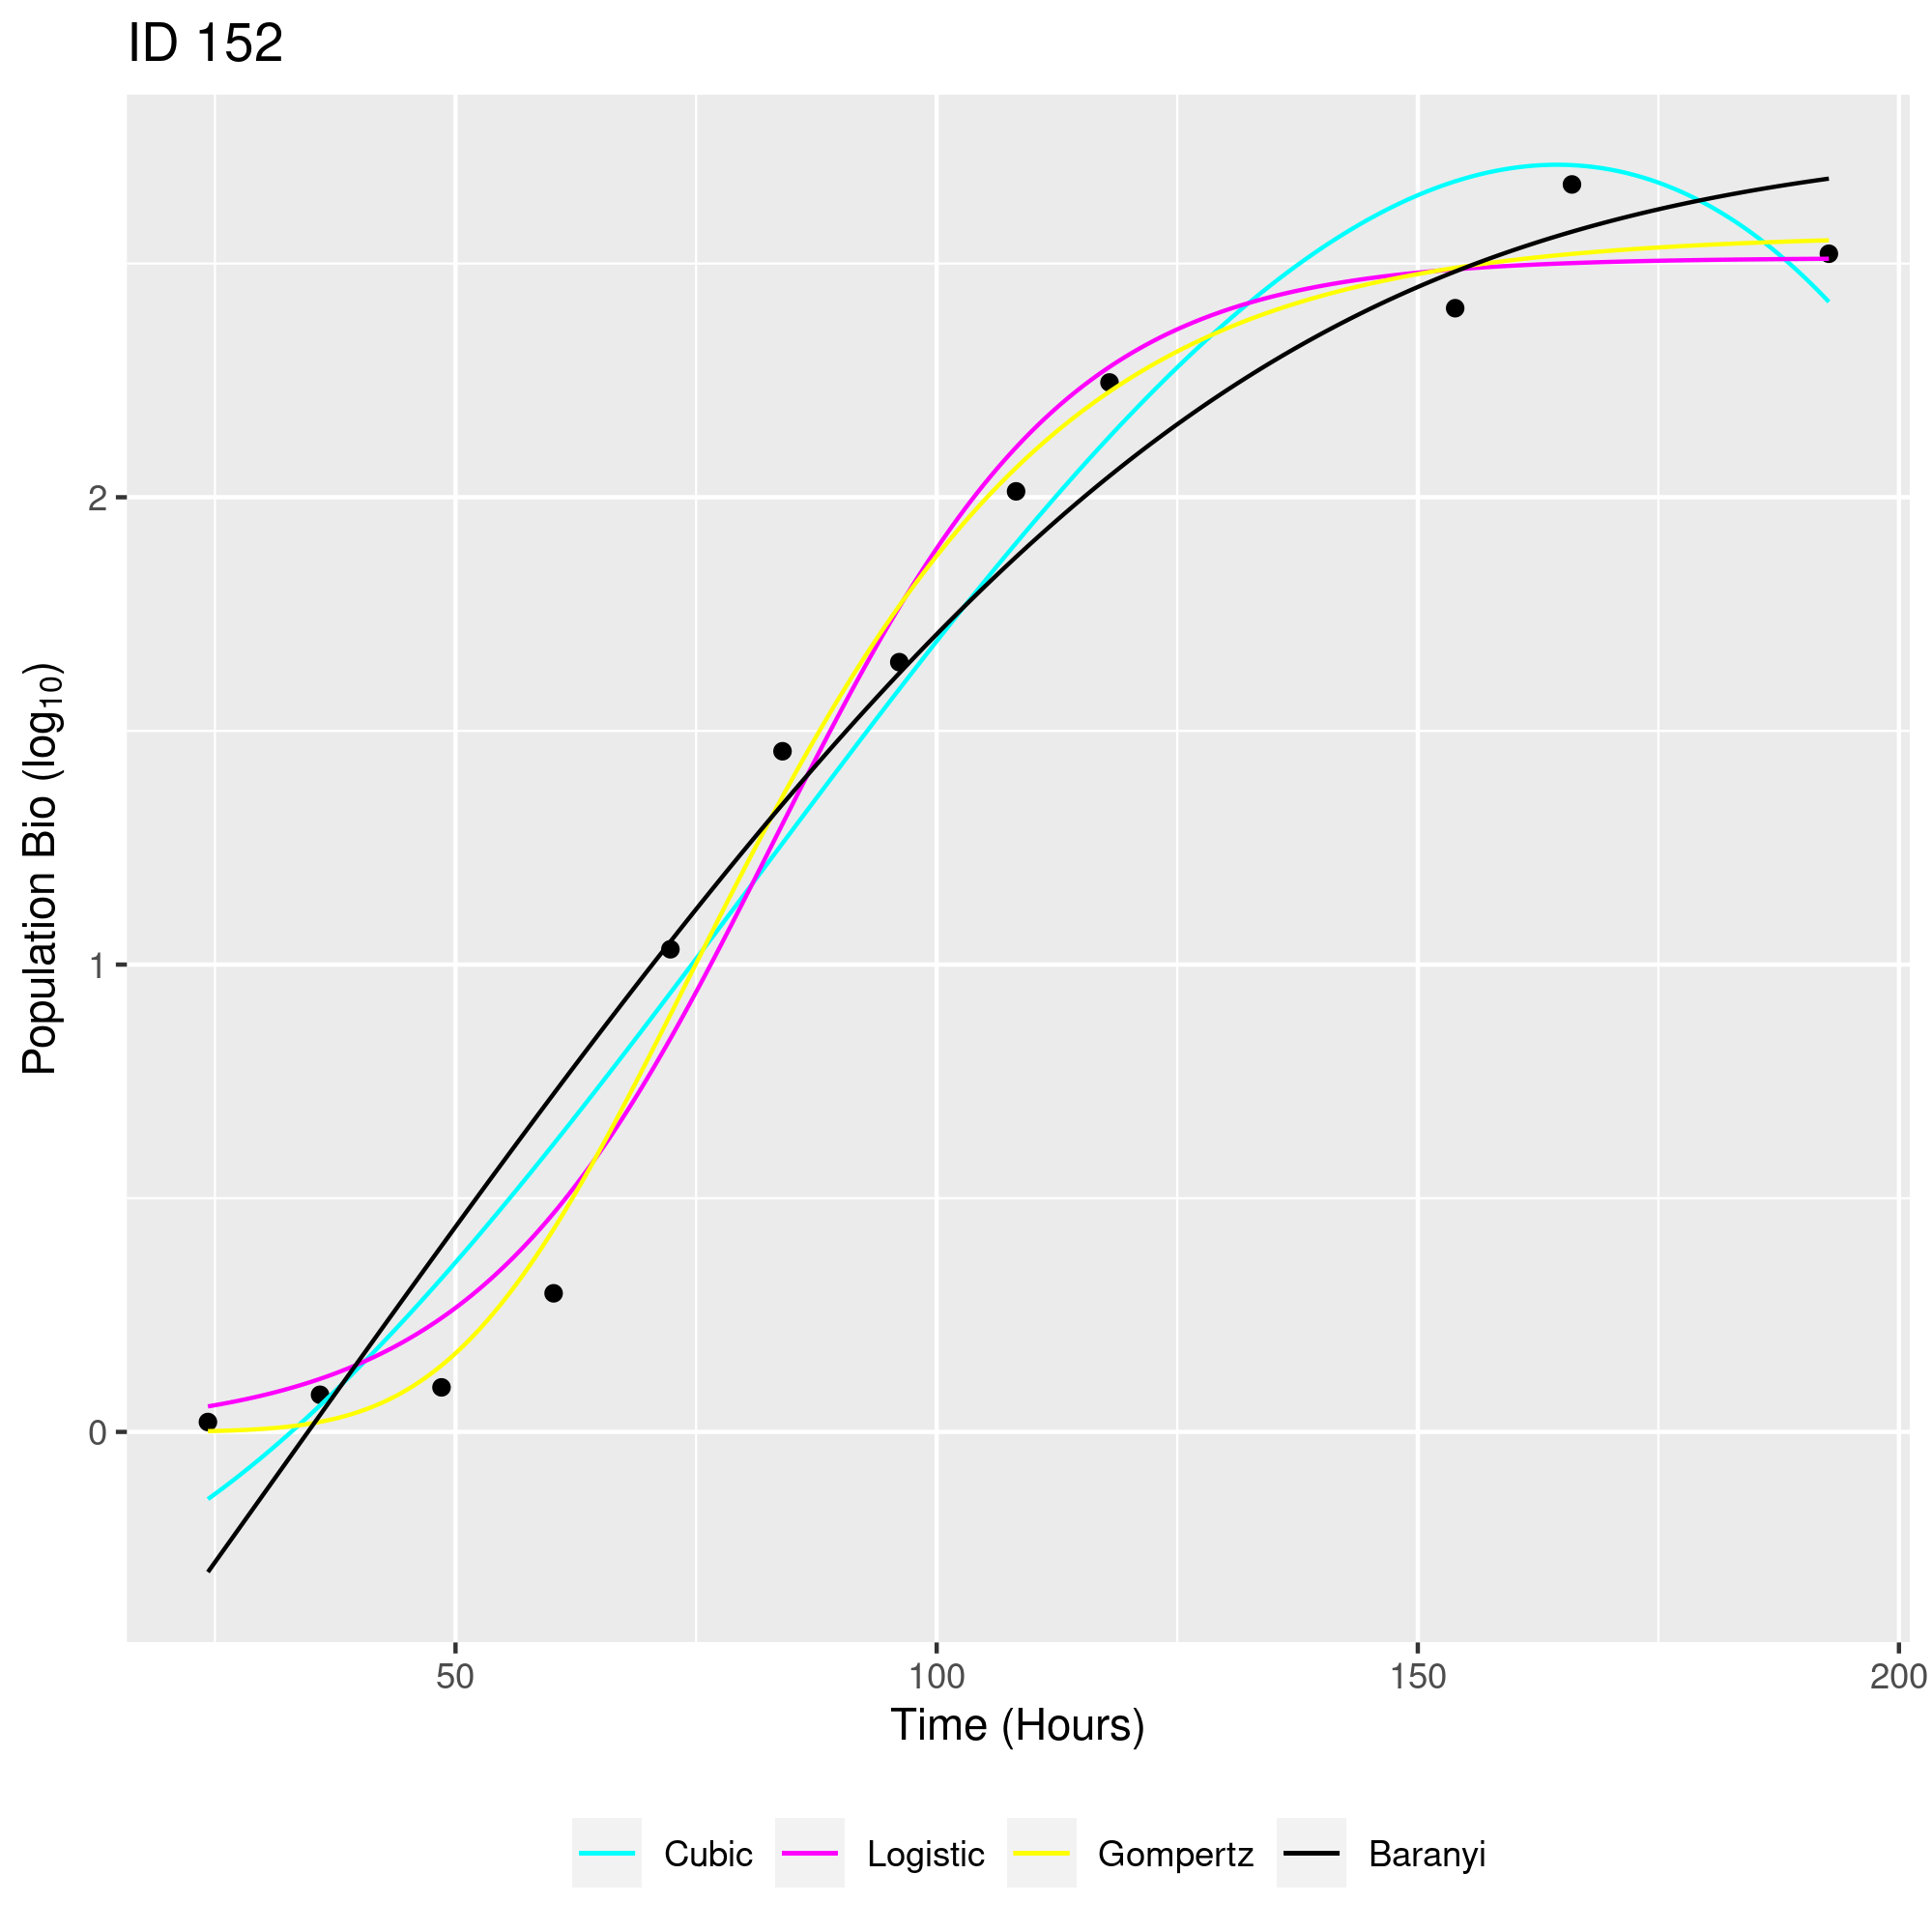 ID 152
Population Bio (log₁₀)
2
1
0
50 100 150 200
Time (Hours)
Cubic Logistic Gompertz Baranyi